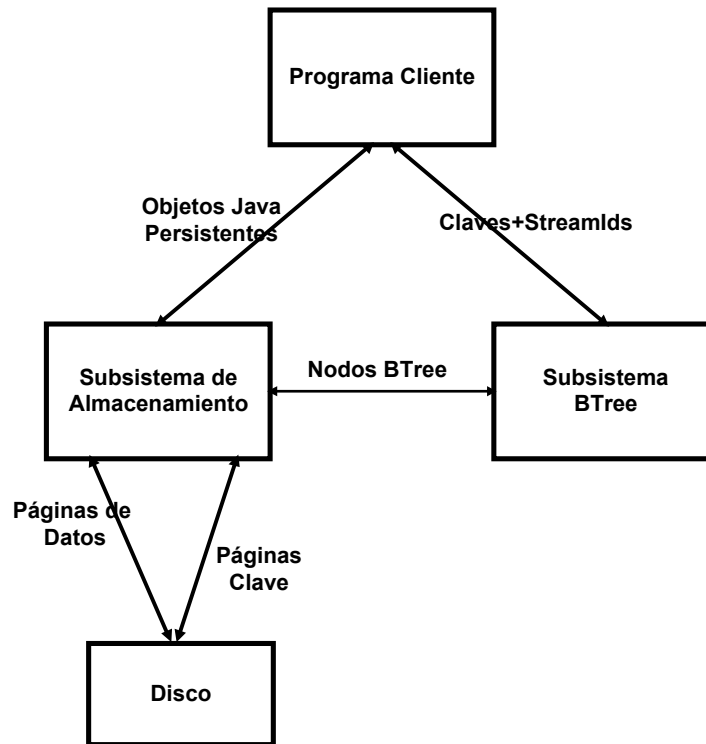 Programa Cliente
Objetos Java
Persistentes
Claves+StreamIds
Subsistema de
Almacenamiento
Nodos BTree
Subsistema
BTree
Páginas de
Datos
Páginas
Clave
Disco